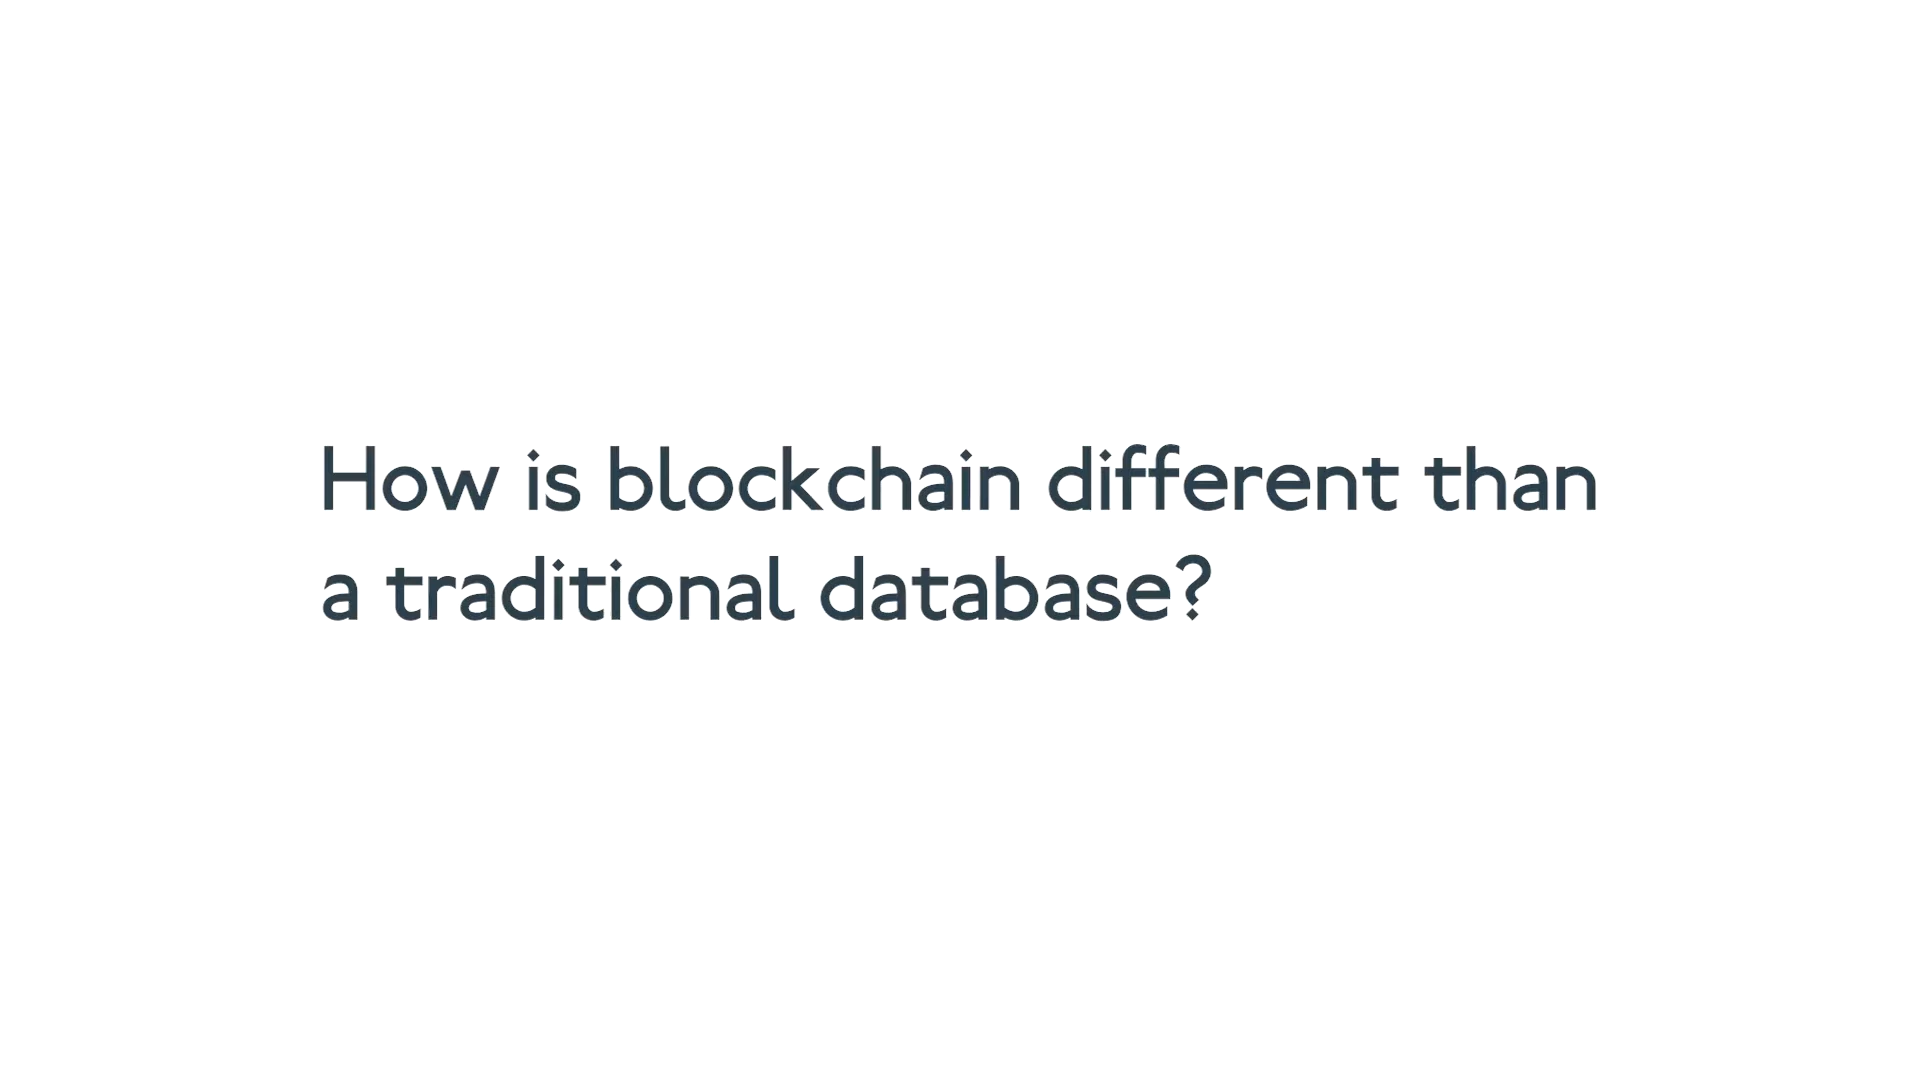 How is blockchain different than
a traditional database?